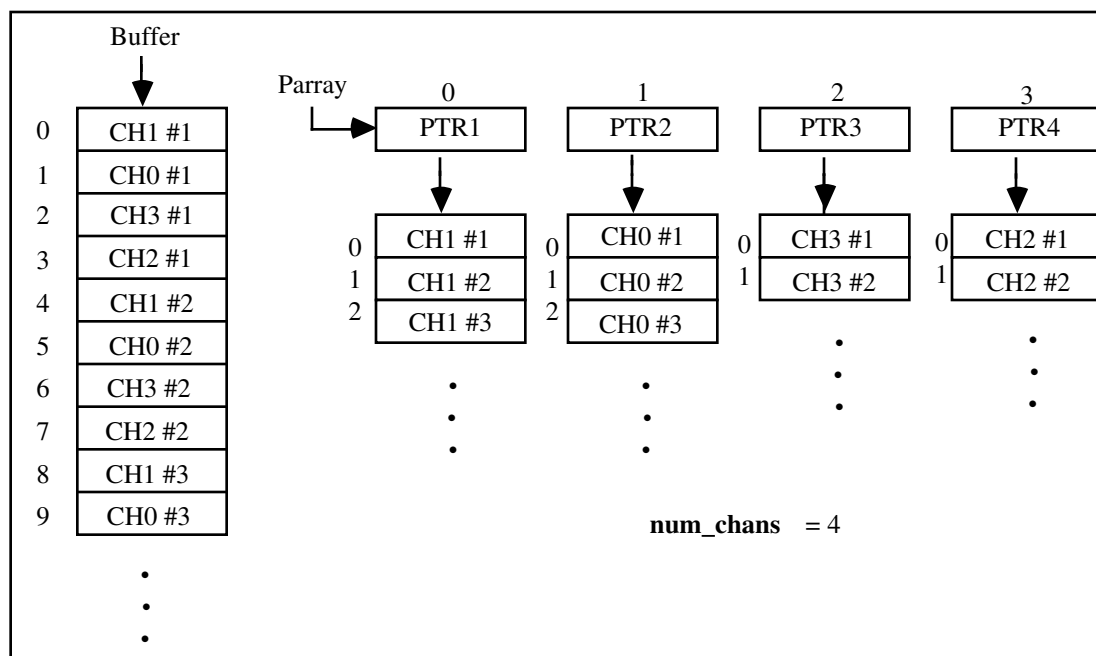 Buffer
0 CH1 #1
1 CH0 #1
2 CH3 #1
3 CH2 #1
4 CH1 #2
5 CH0 #2
6 CH3 #2
7 CH2 #2
8 CH1 #3
9 CH0 #3
Parray
0 1 2 3
PTR1 PTR2 PTR3 PTR4
0 CH1 #1
1 CH1 #2
2 CH1 #3
0 CH0 #1
1 CH0 #2
2 CH0 #3
0 CH3 #1
1 CH3 #2
0 CH2 #1
1 CH2 #2
num_chans = 4